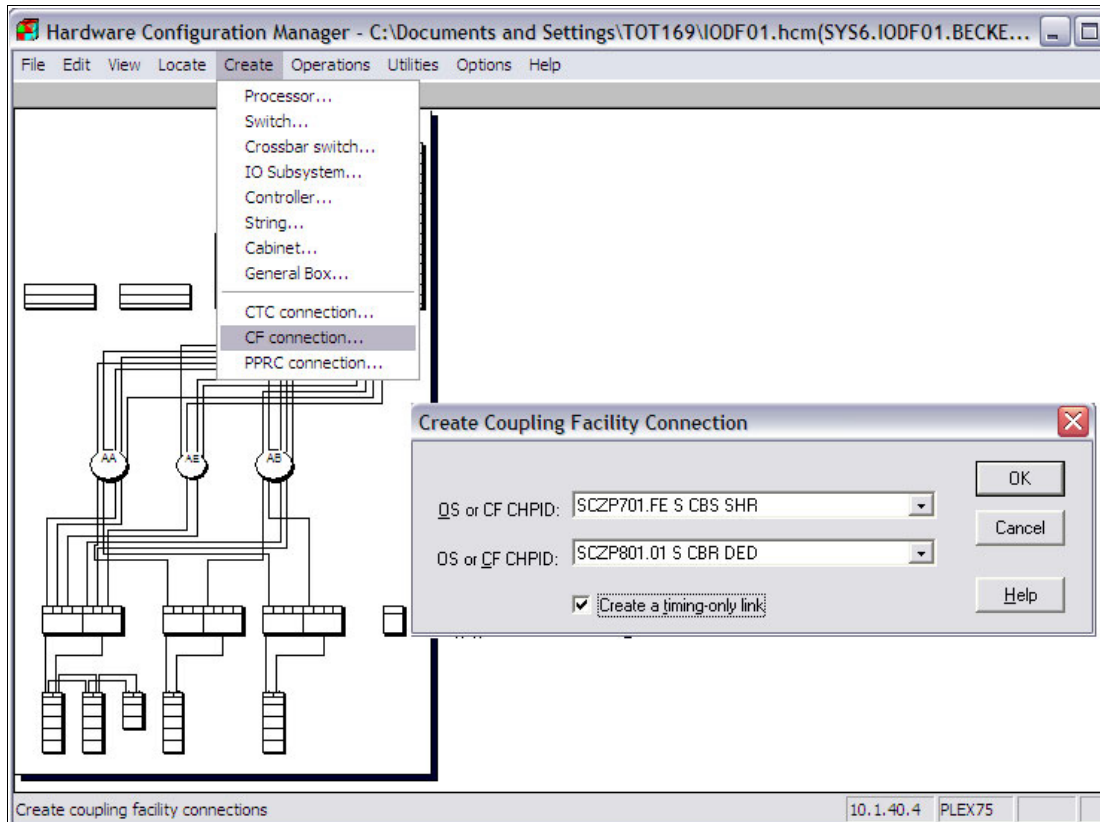 Hardware Configuration Manager - C:\Documents and Settings\TOT169\IODF01.hcm(SYS6.IODF01.BECKE...
File Edit View Locate Create Operations Utilities Options Help
Processor...
Switch...
Crossbar switch...
IO Subsystem...
Controller...
String...
Cabinet...
General Box...
CTC connection...
CF connection...
PPRC connection...
AA AE AB
Create Coupling Facility Connection
OS or CF CHPID: SCZP701.FE S CBS SHR
OS or CF CHPID: SCZP801.01 S CBR DED
Create a timing-only link
OK
Cancel
Help
Create coupling facility connections
10.1.40.4 PLEX75